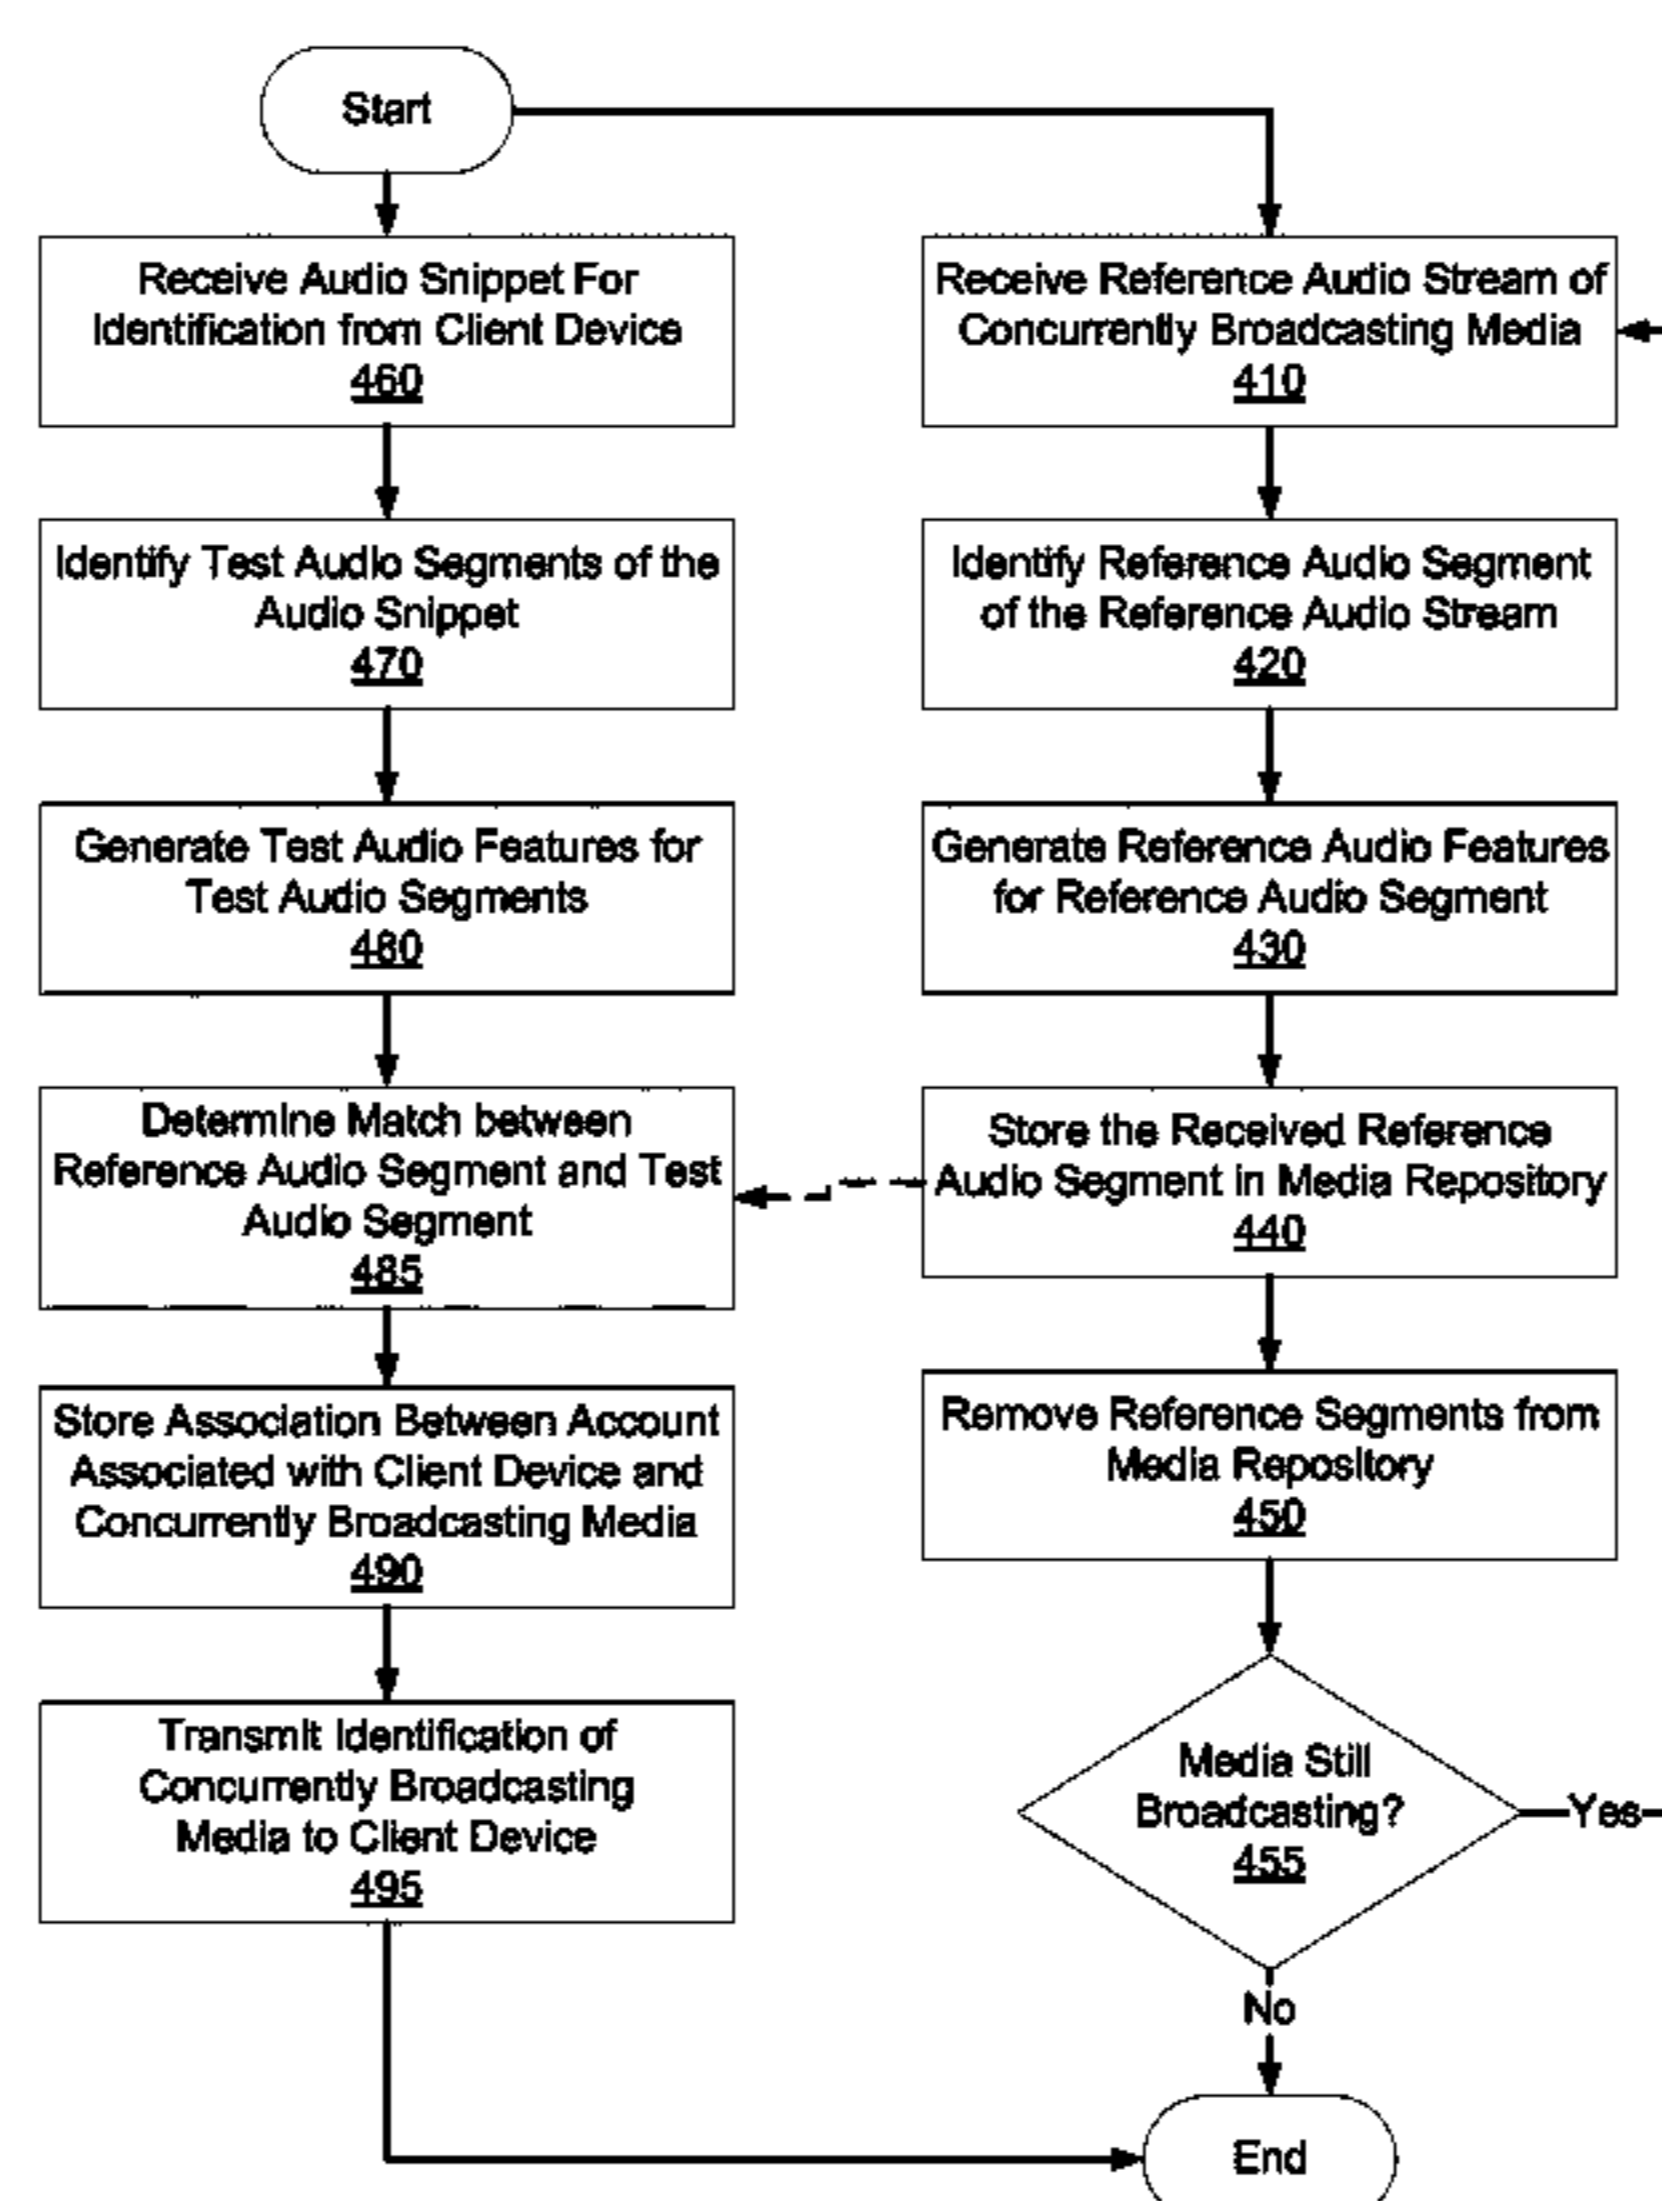 Start
Receive Audio Snippet For
Identification from Client Device
460
Identify Test Audio Segments of the
Audio Snippet
470
Generate Test Audio Features for
Test Audio Segments
480
Determine Match between
Reference Audio Segment and Test
Audio Segment
485
Store Association Between Account
Associated with Client Device and
Concurrently Broadcasting Media
490
Transmit Identification of
Concurrently Broadcasting
Media to Client Device
495
Receive Reference Audio Stream of
Concurrently Broadcasting Media
410
Identify Reference Audio Segment
of the Reference Audio Stream
420
Generate Reference Audio Features
for Reference Audio Segment
430
Store the Received Reference
Audio Segment in Media Repository
440
Remove Reference Segments from
Media Repository
450
Media Still
Broadcasting?
455
Yes
No
End